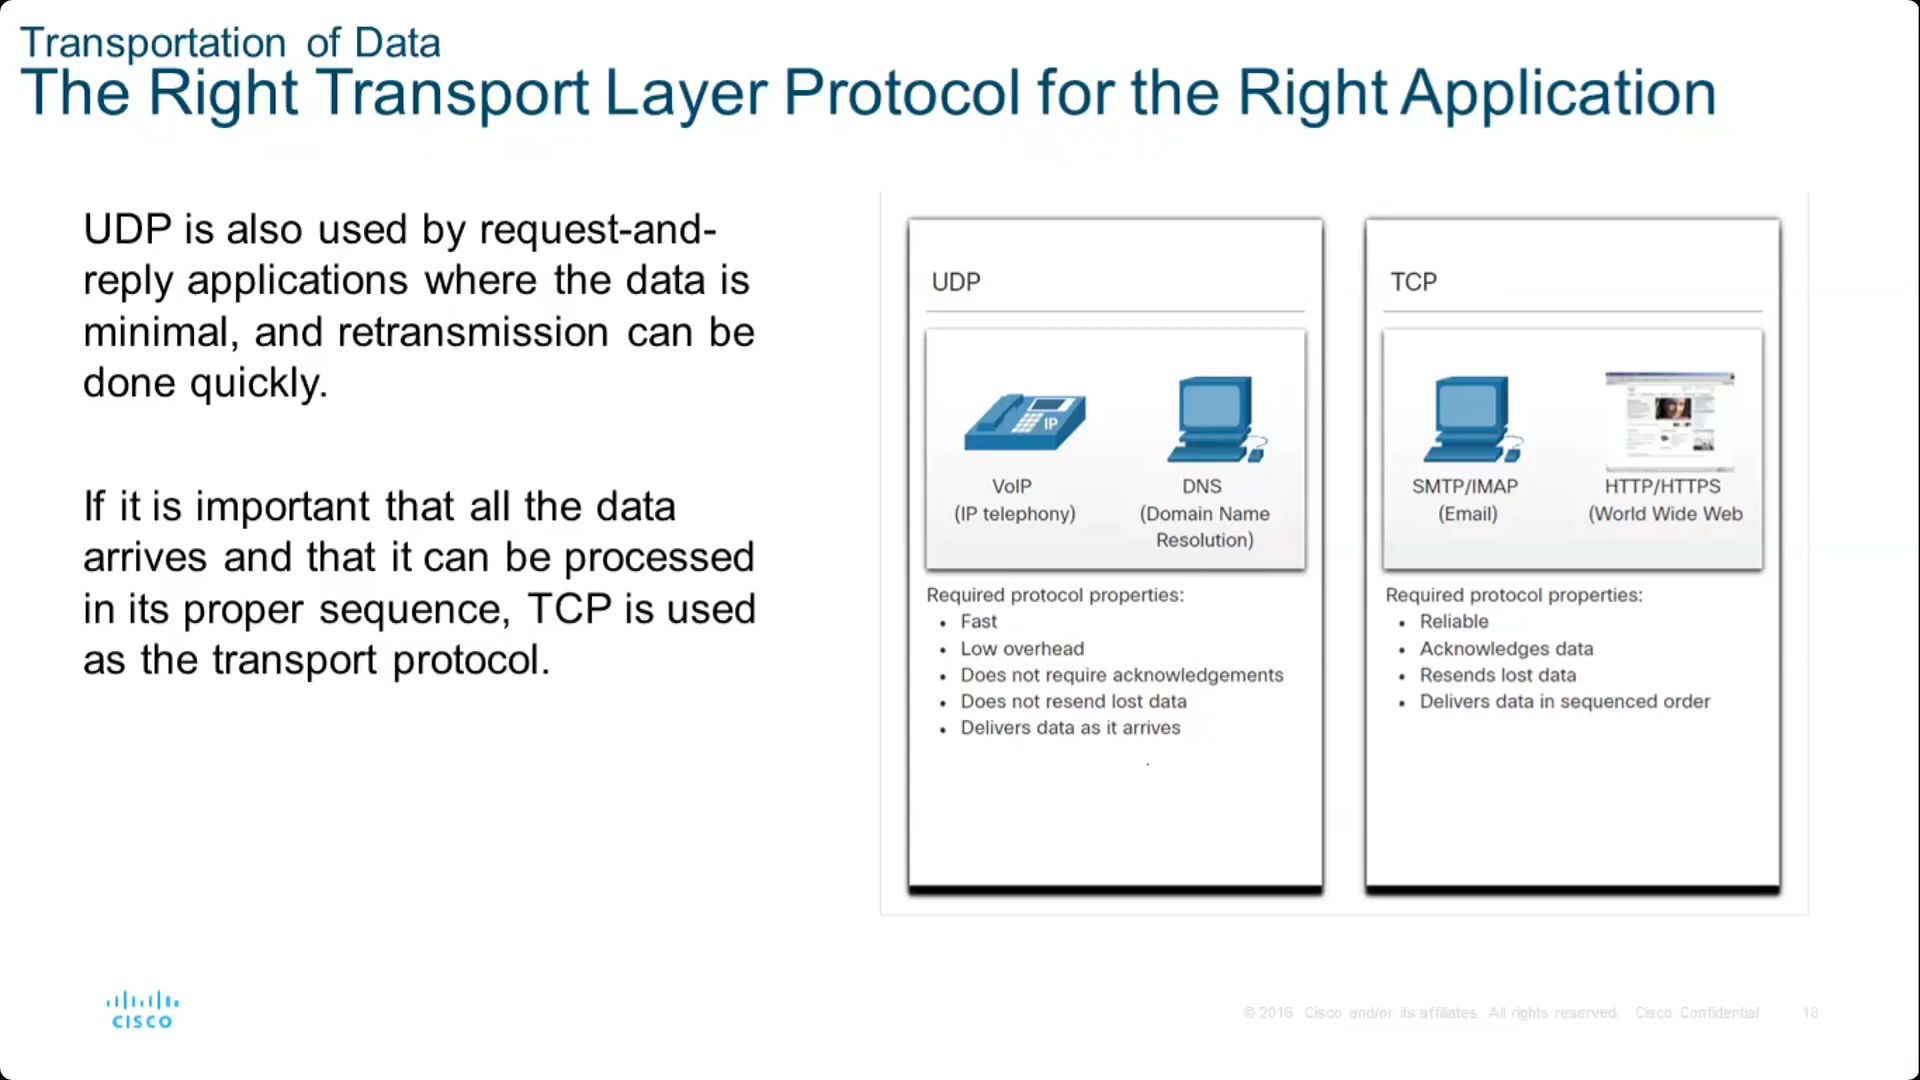 Transportation of Data
The Right Transport Layer Protocol for the Right Application
UDP is also used by request-and-
reply applications where the data is
minimal, and retransmission can be
done quickly.
If it is important that all the data
arrives and that it can be processed
in its proper sequence, TCP is used
as the transport protocol.
UDP
IP
VoIP
(IP telephony)
DNS
(Domain Name
Resolution)
Required protocol properties:
• Fast
• Low overhead
• Does not require acknowledgements
• Does not resend lost data
• Delivers data as it arrives
TCP
SMTP/IMAP
(Email)
HTTP/HTTPS
(World Wide Web
Required protocol properties:
• Reliable
• Acknowledges data
• Resends lost data
• Delivers data in sequenced order
CISCO
© 2016 Cisco and/or its affiliates. All rights reserved. Cisco Confidential 18